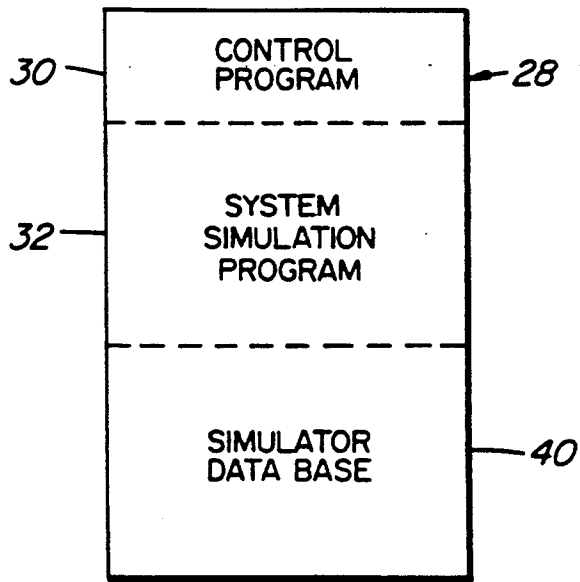 CONTROL
PROGRAM
30
28
SYSTEM
SIMULATION
PROGRAM
32
SIMULATOR
DATA BASE
40